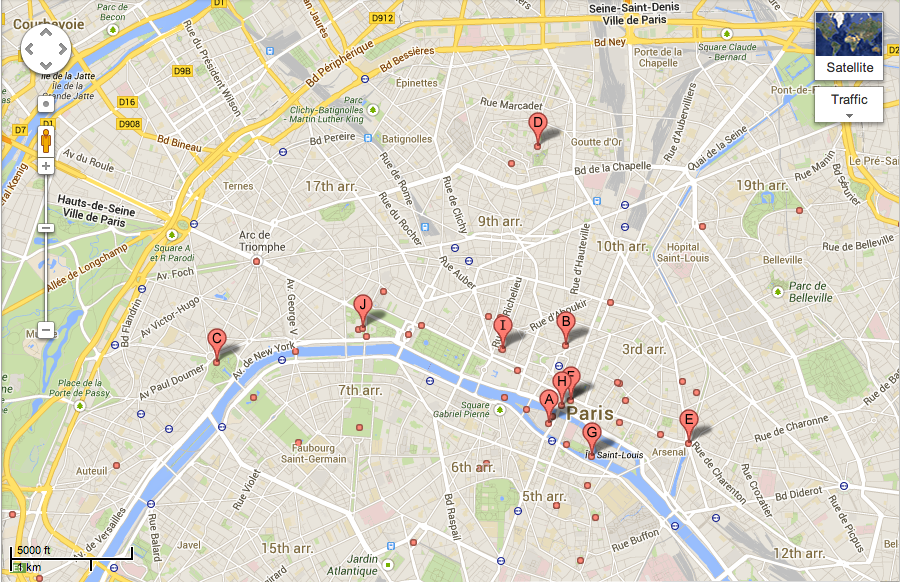 Seine-Saint-Denis
Ville de Paris
D912
D1
Courbevoie
Parc de
Becon
Square Claude
- Bernard
Bd Ney
Bd Bessières
Bd Périphérique
Porte de la
Chapelle
Rue du Président Wilson
Satellite
Île de la Jatte
Île de la
Grande Jatte
D9B
Épinettes
Traffic
D16
D1
D7
D908
Parc
Clichy-Batignolles
- Martin Luther King
Rue Marcadet
D
Rue d'Aubervilliers
Quai de la Seine
Bd Bineau
Bd Pereire
Batignolles
Goutte d'Or
Av du Roule
Bd de la Chapelle
Rue Manin
Le Pré-Sai
Bd Sérurier
Ternes
17th arr.
19th arr.
Rue de Rome
Rue de Clichy
Rue du Rocher
Hauts-de-Seine
Ville de Paris
9th arr.
Rue d'Hauteville
10th arr.
Square A
et R Parodi
Arc de
Triomphe
Hôpital
Saint-Louis
Belleville
Rue de Belleville
Allée de Longchamp
Av. Foch
Rue Auber
Rue Richelieu
Parc de
Belleville
Av. George V
Av Victor-Hugo
Bd Flandrin
J
Rue d'Aboukir
I
B
C
3rd arr.
Av. de New York
Av Paul Doumer
Place de la
Porte de Passy
7th arr.
H
F
A
Square
Gabriel Pierné
Paris
E
G
Rue de Charonne
Arsenal
Saint-Louis
Faubourg
Saint-Germain
Auteuil
6th arr.
5th arr.
Rue Violet
Bd Raspail
Rue de Charenton
Rue Crozatier
Bd Diderot
Rue de Picpus
Av. de Versailles
Rue Balard
Javel
15th arr.
Rue Buffon
12th arr.
Jardin
Atlantique
5000 ft
1 km